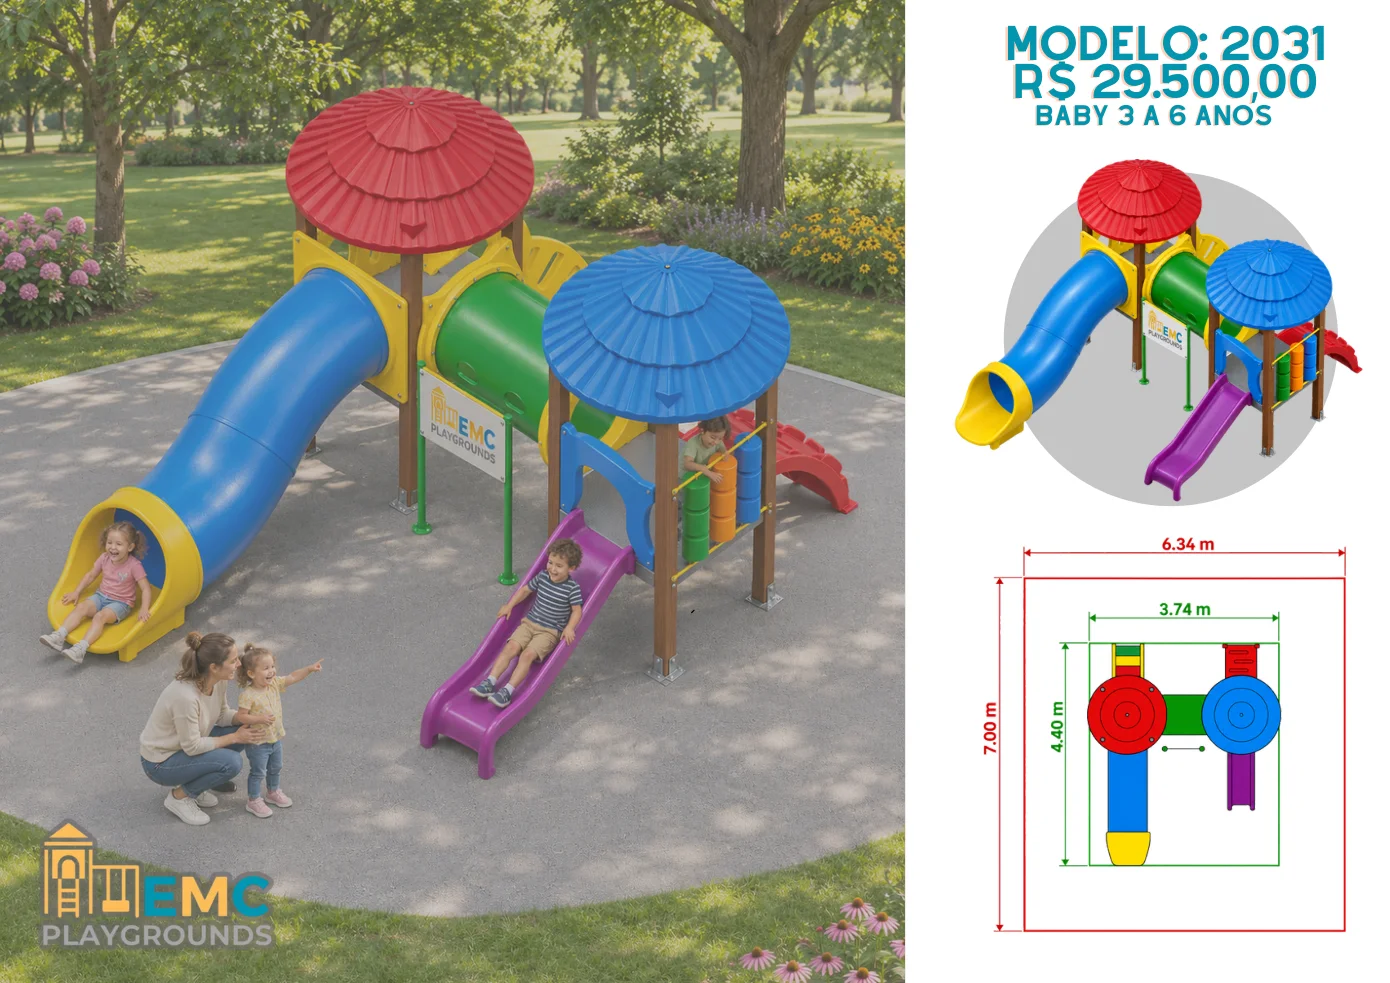 MODELO: 2031
R$ 29.500,00
BABY 3 A 6 ANOS
EMC
PLAYGROUNDS
EMC
PLAYGROUNDS
6.34 m
3.74 m
7.00 m
4.40 m
EMC
PLAYGROUNDS